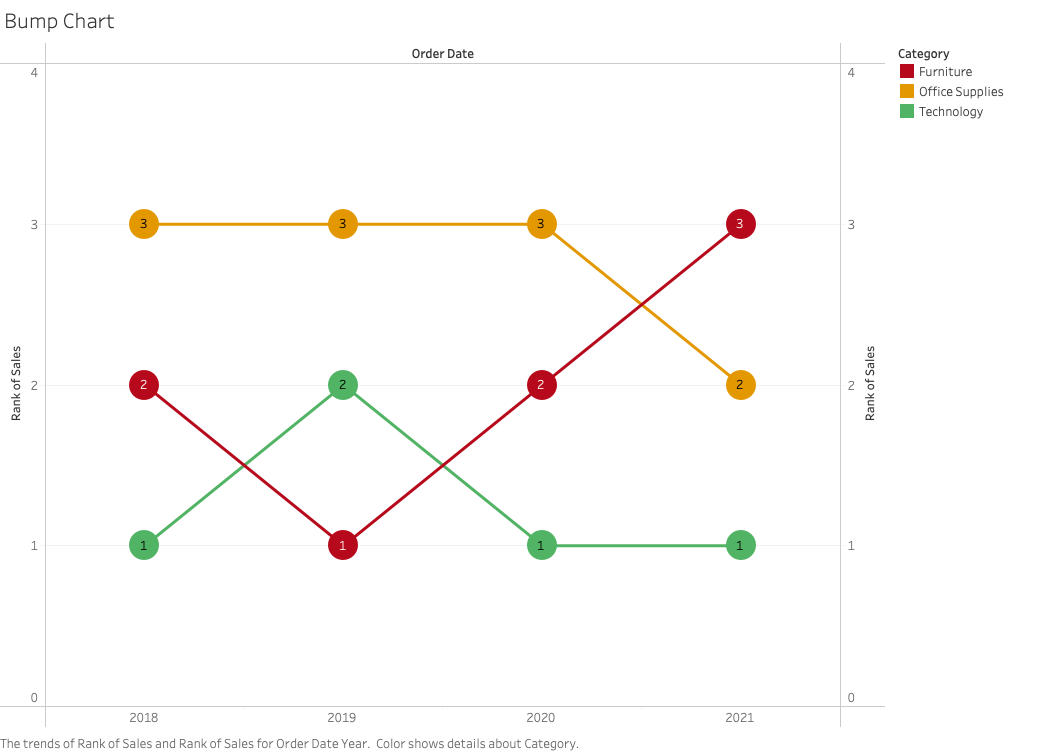 Bump Chart
Order Date
Category
Furniture
Office Supplies
Technology
4
4
3
3
3
3
3
3
Rank of Sales
2
2
2
2
2
2
Rank of Sales
1
1
1
1
1
1
0
0
2018
2019
2020
2021
The trends of Rank of Sales and Rank of Sales for Order Date Year. Color shows details about Category.